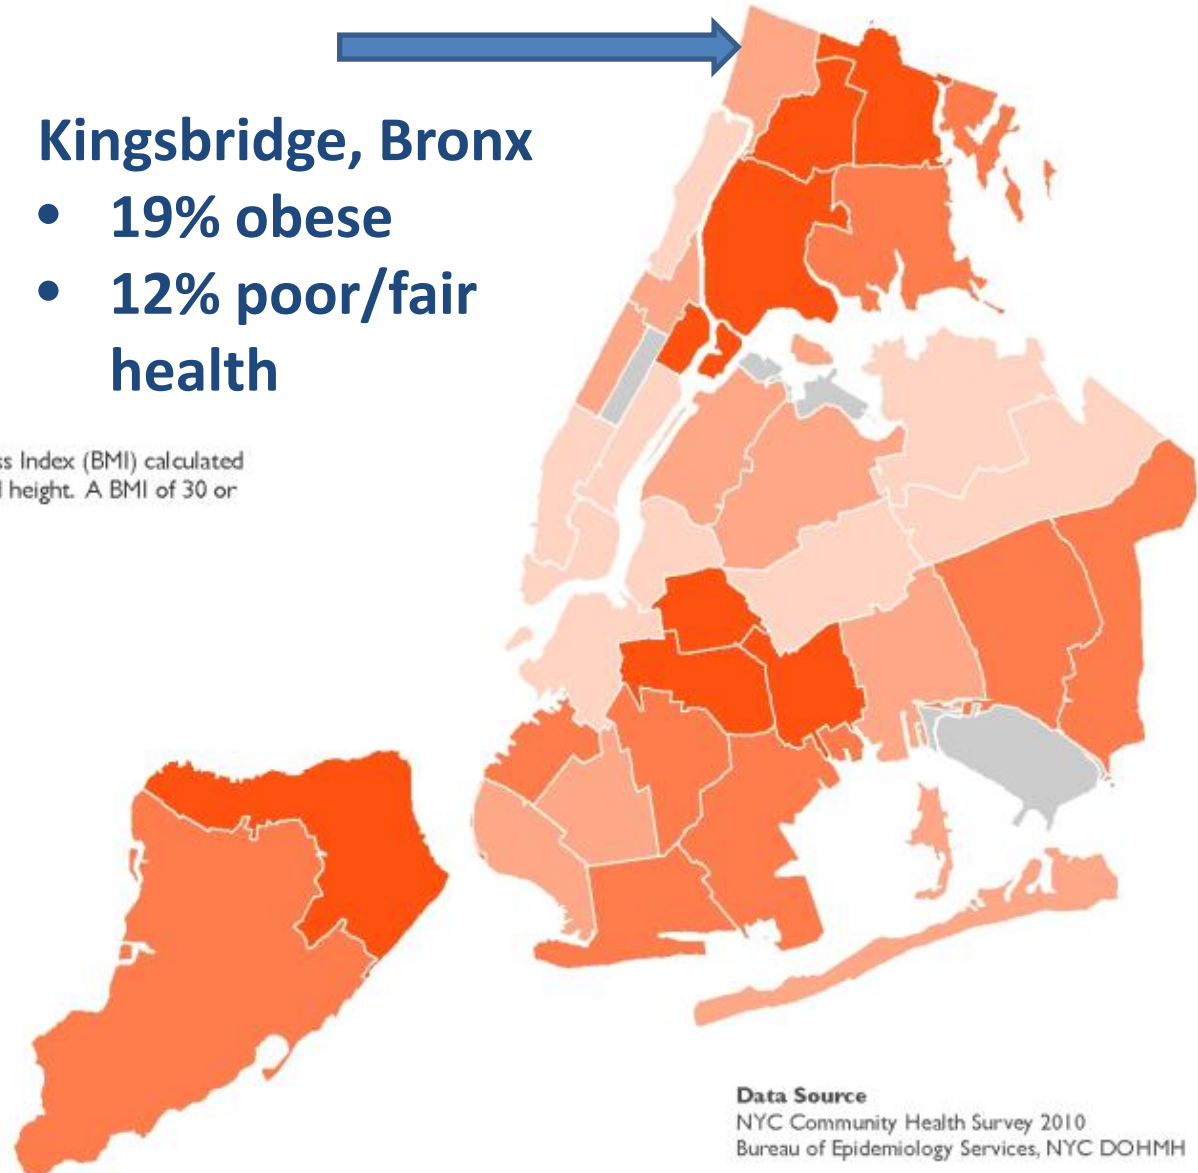 Kingsbridge, Bronx
• 19% obese
• 12% poor/fair
health
ss Index (BMI) calculated
height. A BMI of 30 or
Data Source
NYC Community Health Survey 2010
Bureau of Epidemiology Services, NYC DOHMH